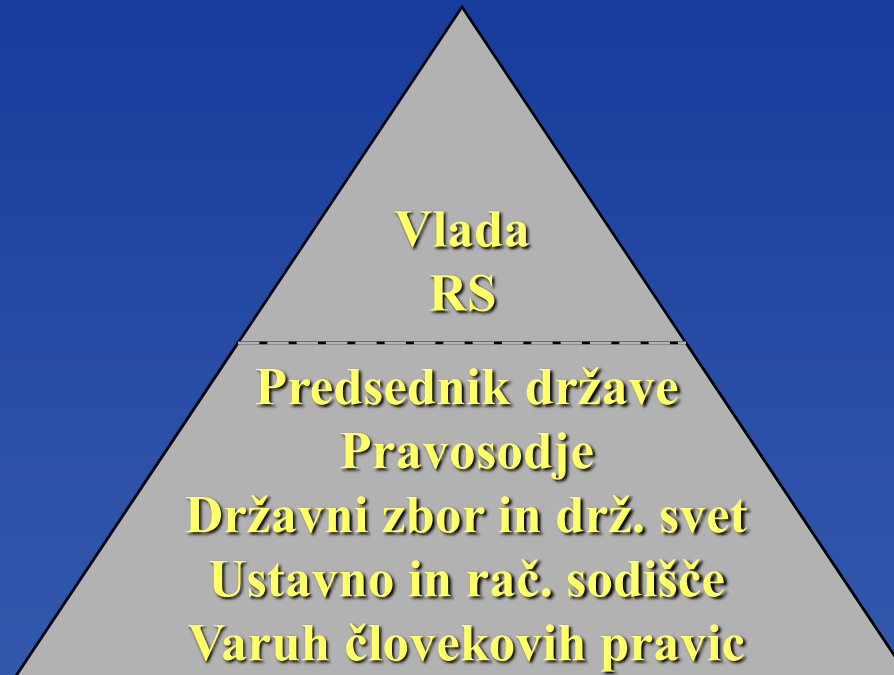 Vlada
RS
Predsednik države
Pravosodje
Državni zbor in drž. svet
Ustavno in rač. sodišče
Varuh človekovih pravic